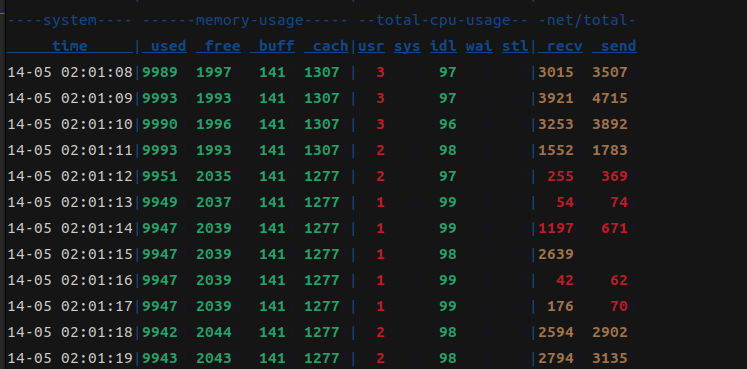 ----system---- ------memory-usage----- --total-cpu-usage-- -net/total-
     time     | used  free  buff  cach|usr sys idl wai stl| recv  send
14-05 02:01:08|9989  1997   141  1307 |  3      97        |3015  3507
14-05 02:01:09|9993  1993   141  1307 |  3      97        |3921  4715
14-05 02:01:10|9990  1996   141  1307 |  3      96        |3253  3892
14-05 02:01:11|9993  1993   141  1307 |  2      98        |1552  1783
14-05 02:01:12|9951  2035   141  1277 |  2      97        | 255   369
14-05 02:01:13|9949  2037   141  1277 |  1      99        |  54    74
14-05 02:01:14|9947  2039   141  1277 |  1      99        |1197   671
14-05 02:01:15|9947  2039   141  1277 |  1      98        |2639
14-05 02:01:16|9947  2039   141  1277 |  1      99        |  42    62
14-05 02:01:17|9947  2039   141  1277 |  1      99        | 176    70
14-05 02:01:18|9942  2044   141  1277 |  2      98        |2594  2902
14-05 02:01:19|9943  2043   141  1277 |  2      98        |2794  3135